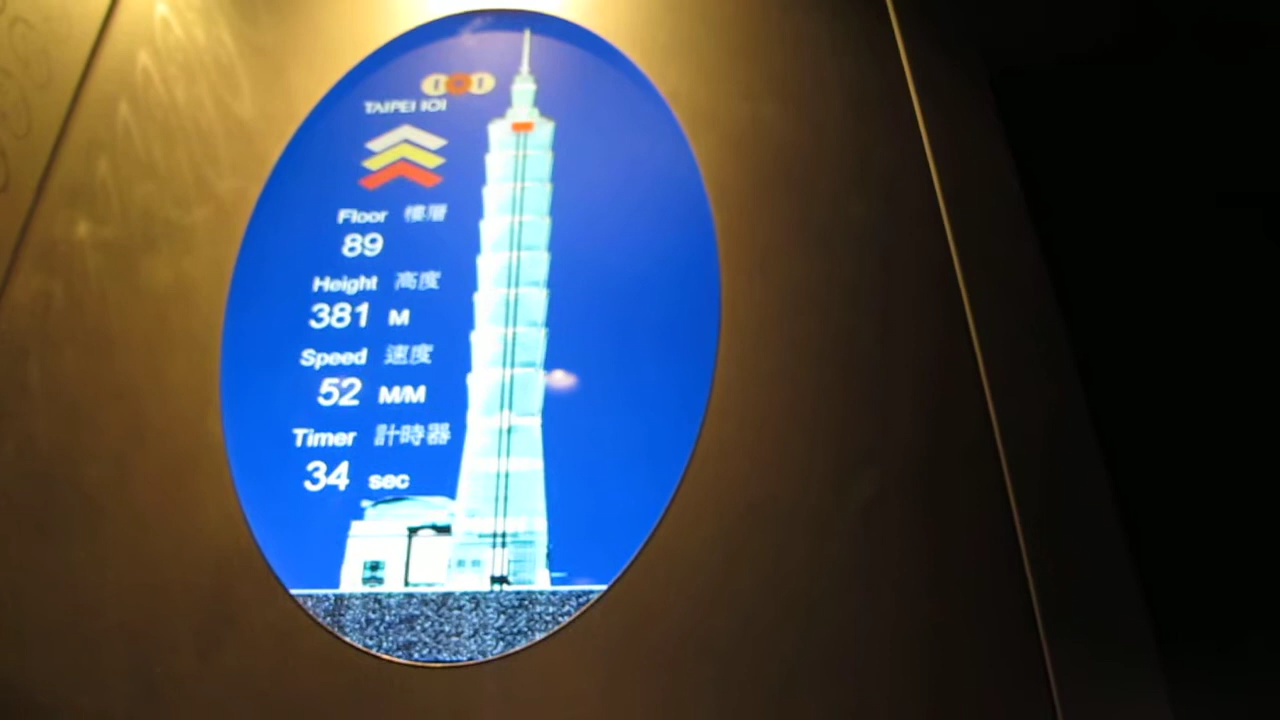 TAIPEI 101
Floor 樓層
89
Height 高度
381 M
Speed 速度
52 M/M
Timer 計時器
34 sec